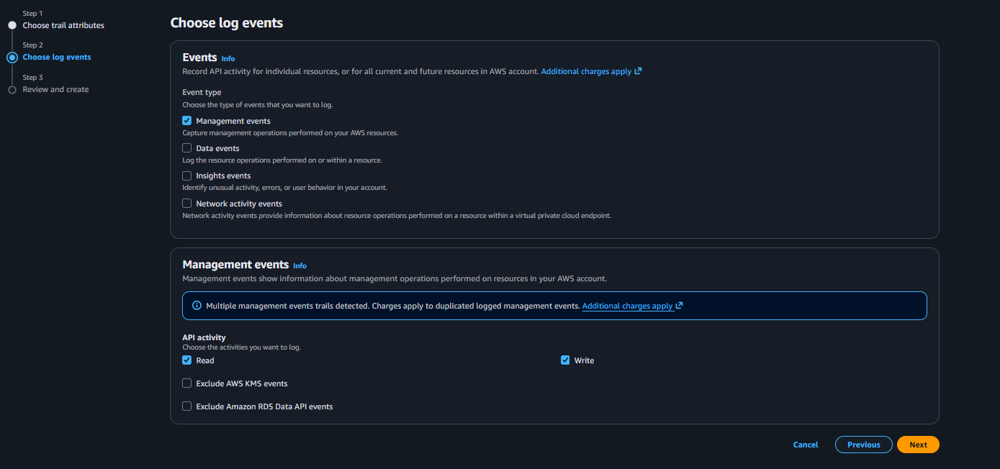 Step 1
Choose trail attributes
Step 2
Choose log events
Step 3
Review and create
Choose log events
Events Info
Record API activity for individual resources, or for all current and future resources in AWS account. Additional charges apply
Event type
Choose the type of events that you want to log.
Management events
Capture management operations performed on your AWS resources.
Data events
Log the resource operations performed on or within a resource.
Insights events
Identify unusual activity, errors, or user behavior in your account.
Network activity events
Network activity events provide information about resource operations performed on a resource within a virtual private cloud endpoint.
Management events Info
Management events show information about management operations performed on resources in your AWS account.
Multiple management events trails detected. Charges apply to duplicated logged management events. Additional charges apply
API activity
Choose the activities you want to log.
Read Write
Exclude AWS KMS events
Exclude Amazon RDS Data API events
Cancel Previous Next